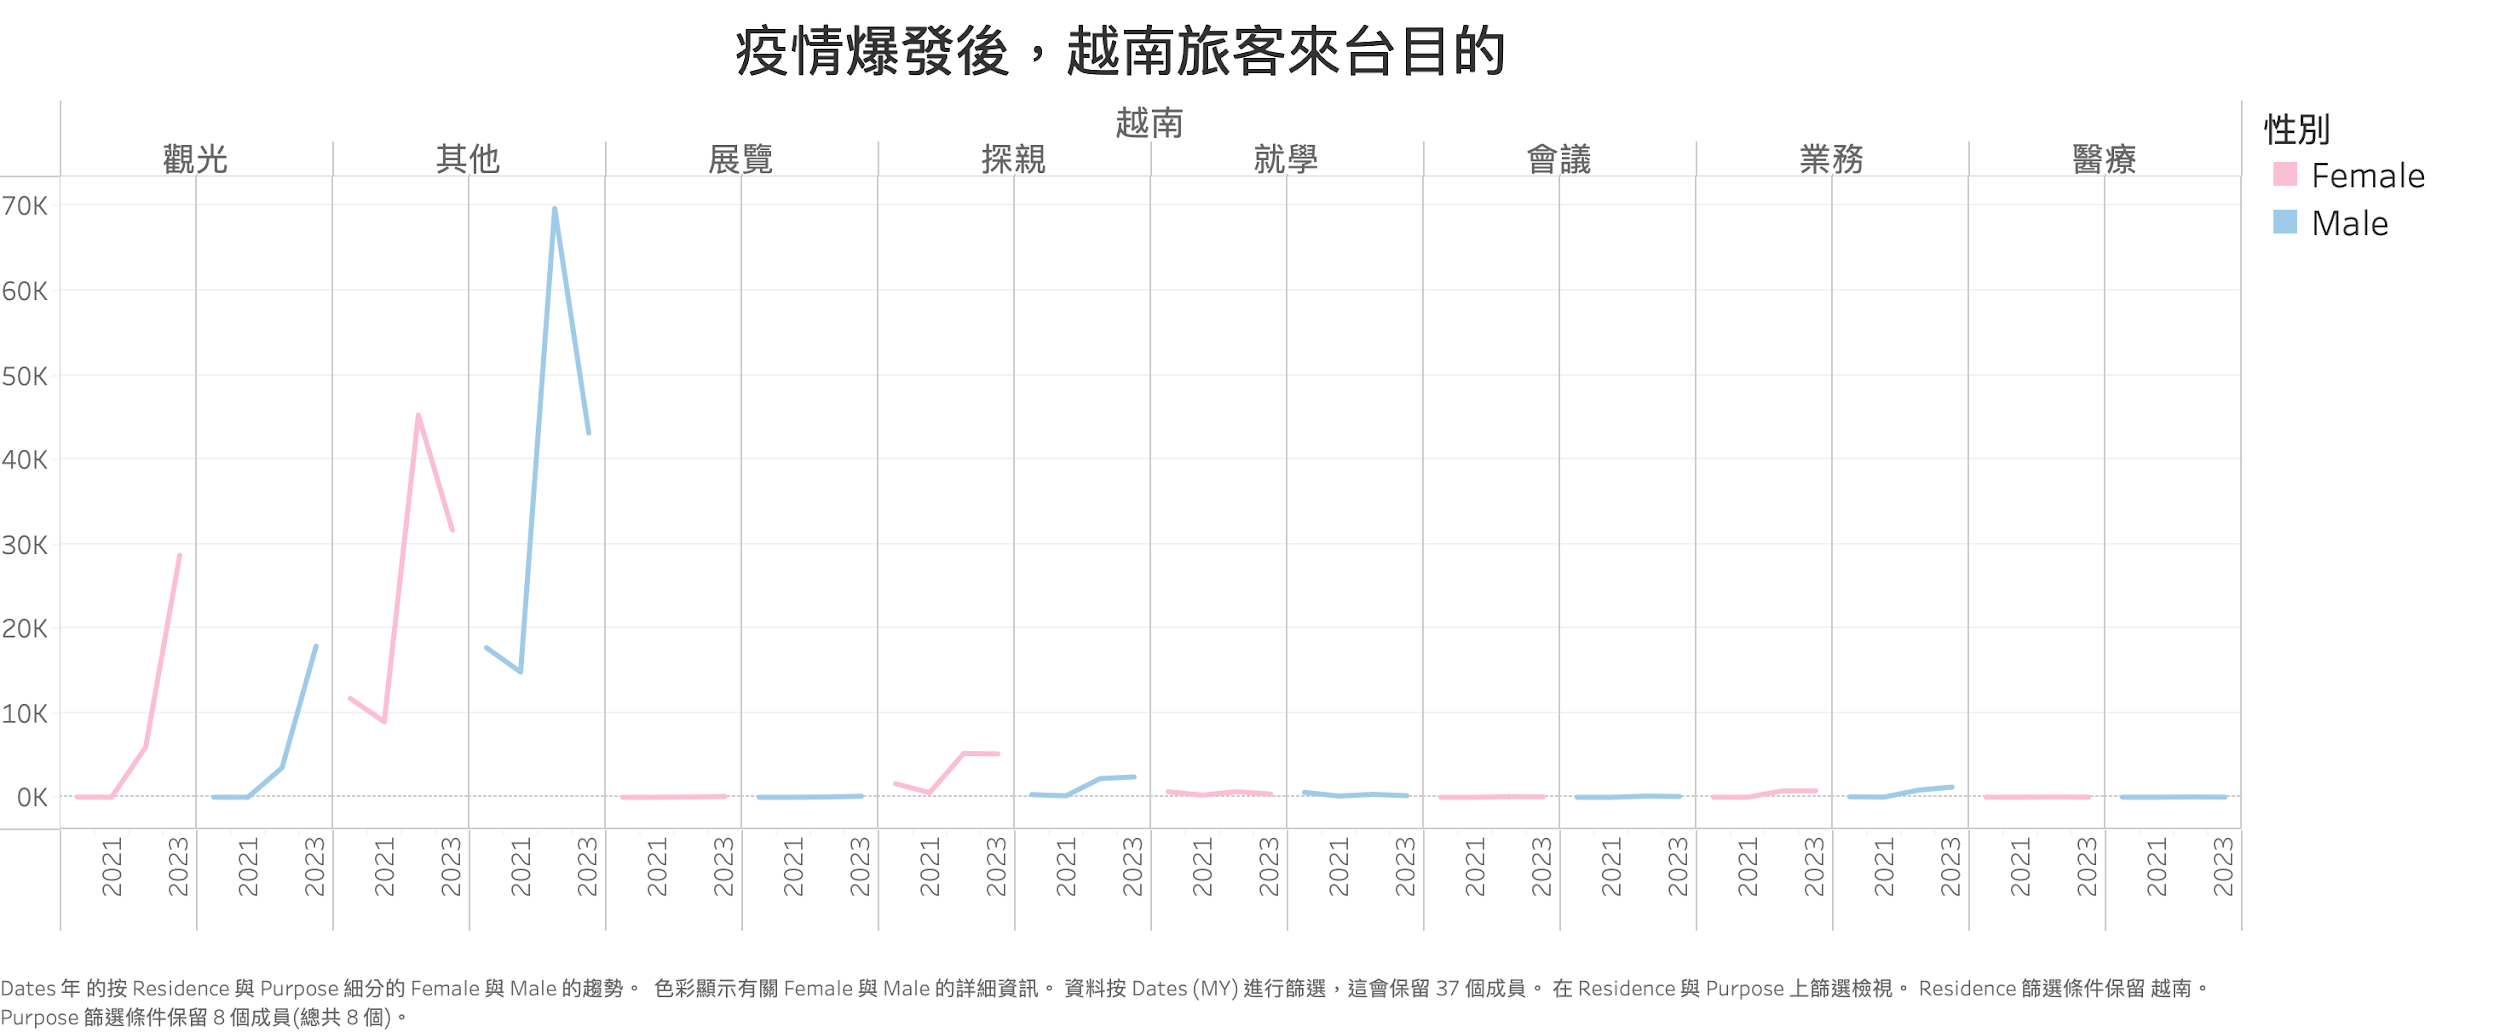 疫情爆發後，越南旅客來台目的
越南
觀光 其他 展覽 探親 就學 會議 業務 醫療
性別
Female
Male
70K
60K
50K
40K
30K
20K
10K
0K
2021 2023 2021 2023 2021 2023 2021 2023 2021 2023 2021 2023 2021 2023 2021 2023 2021 2023 2021 2023 2021 2023 2021 2023 2021 2023 2021 2023 2021 2023 2021 2023
Dates 年 的按 Residence 與 Purpose 細分的 Female 與 Male 的趨勢。 色彩顯示有關 Female 與 Male 的詳細資訊。 資料按 Dates (MY) 進行篩選，這會保留 37 個成員。 在 Residence 與 Purpose 上篩選檢視。 Residence 篩選條件保留 越南。
Purpose 篩選條件保留 8 個成員(總共 8 個)。